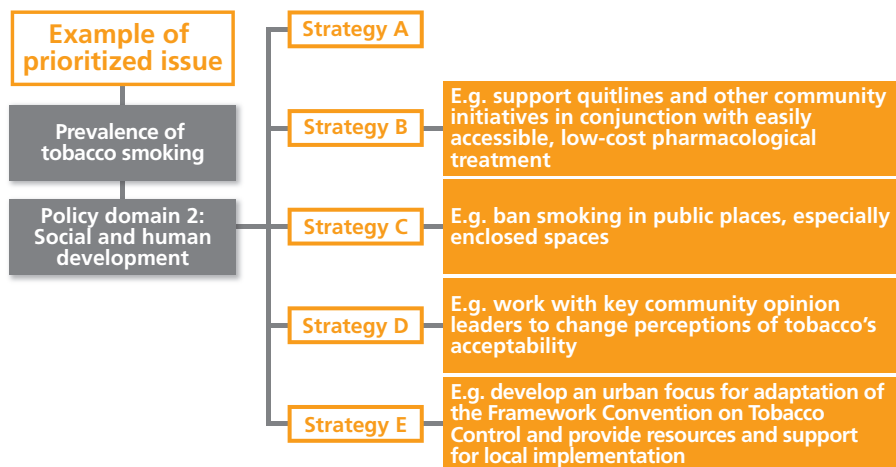 Example of
prioritized issue
Prevalence of
tobacco smoking
Policy domain 2:
Social and human
development
Strategy A
Strategy B
E.g. support quitlines and other community
initiatives in conjunction with easily
accessible, low-cost pharmacological
treatment
Strategy C
E.g. ban smoking in public places, especially
enclosed spaces
Strategy D
E.g. work with key community opinion
leaders to change perceptions of tobacco's
acceptability
Strategy E
E.g. develop an urban focus for adaptation of
the Framework Convention on Tobacco
Control and provide resources and support
for local implementation